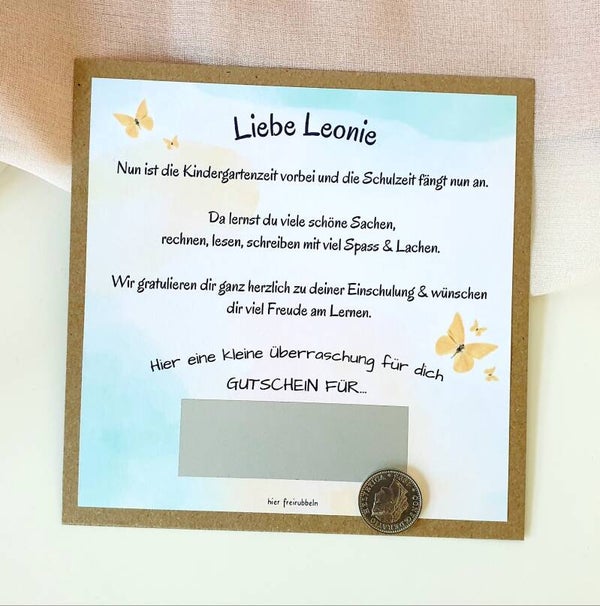 Liebe Leonie
Nun ist die Kindergartenzeit vorbei und die Schulzeit fängt nun an.
Da lernst du viele schöne Sachen,
rechnen, lesen, schreiben mit viel Spass & Lachen.
Wir gratulieren dir ganz herzlich zu deiner Einschulung & wünschen
dir viel Freude am Lernen.
Hier eine kleine überraschung für dich
GUTSCHEIN FÜR...
hier freirubbeln